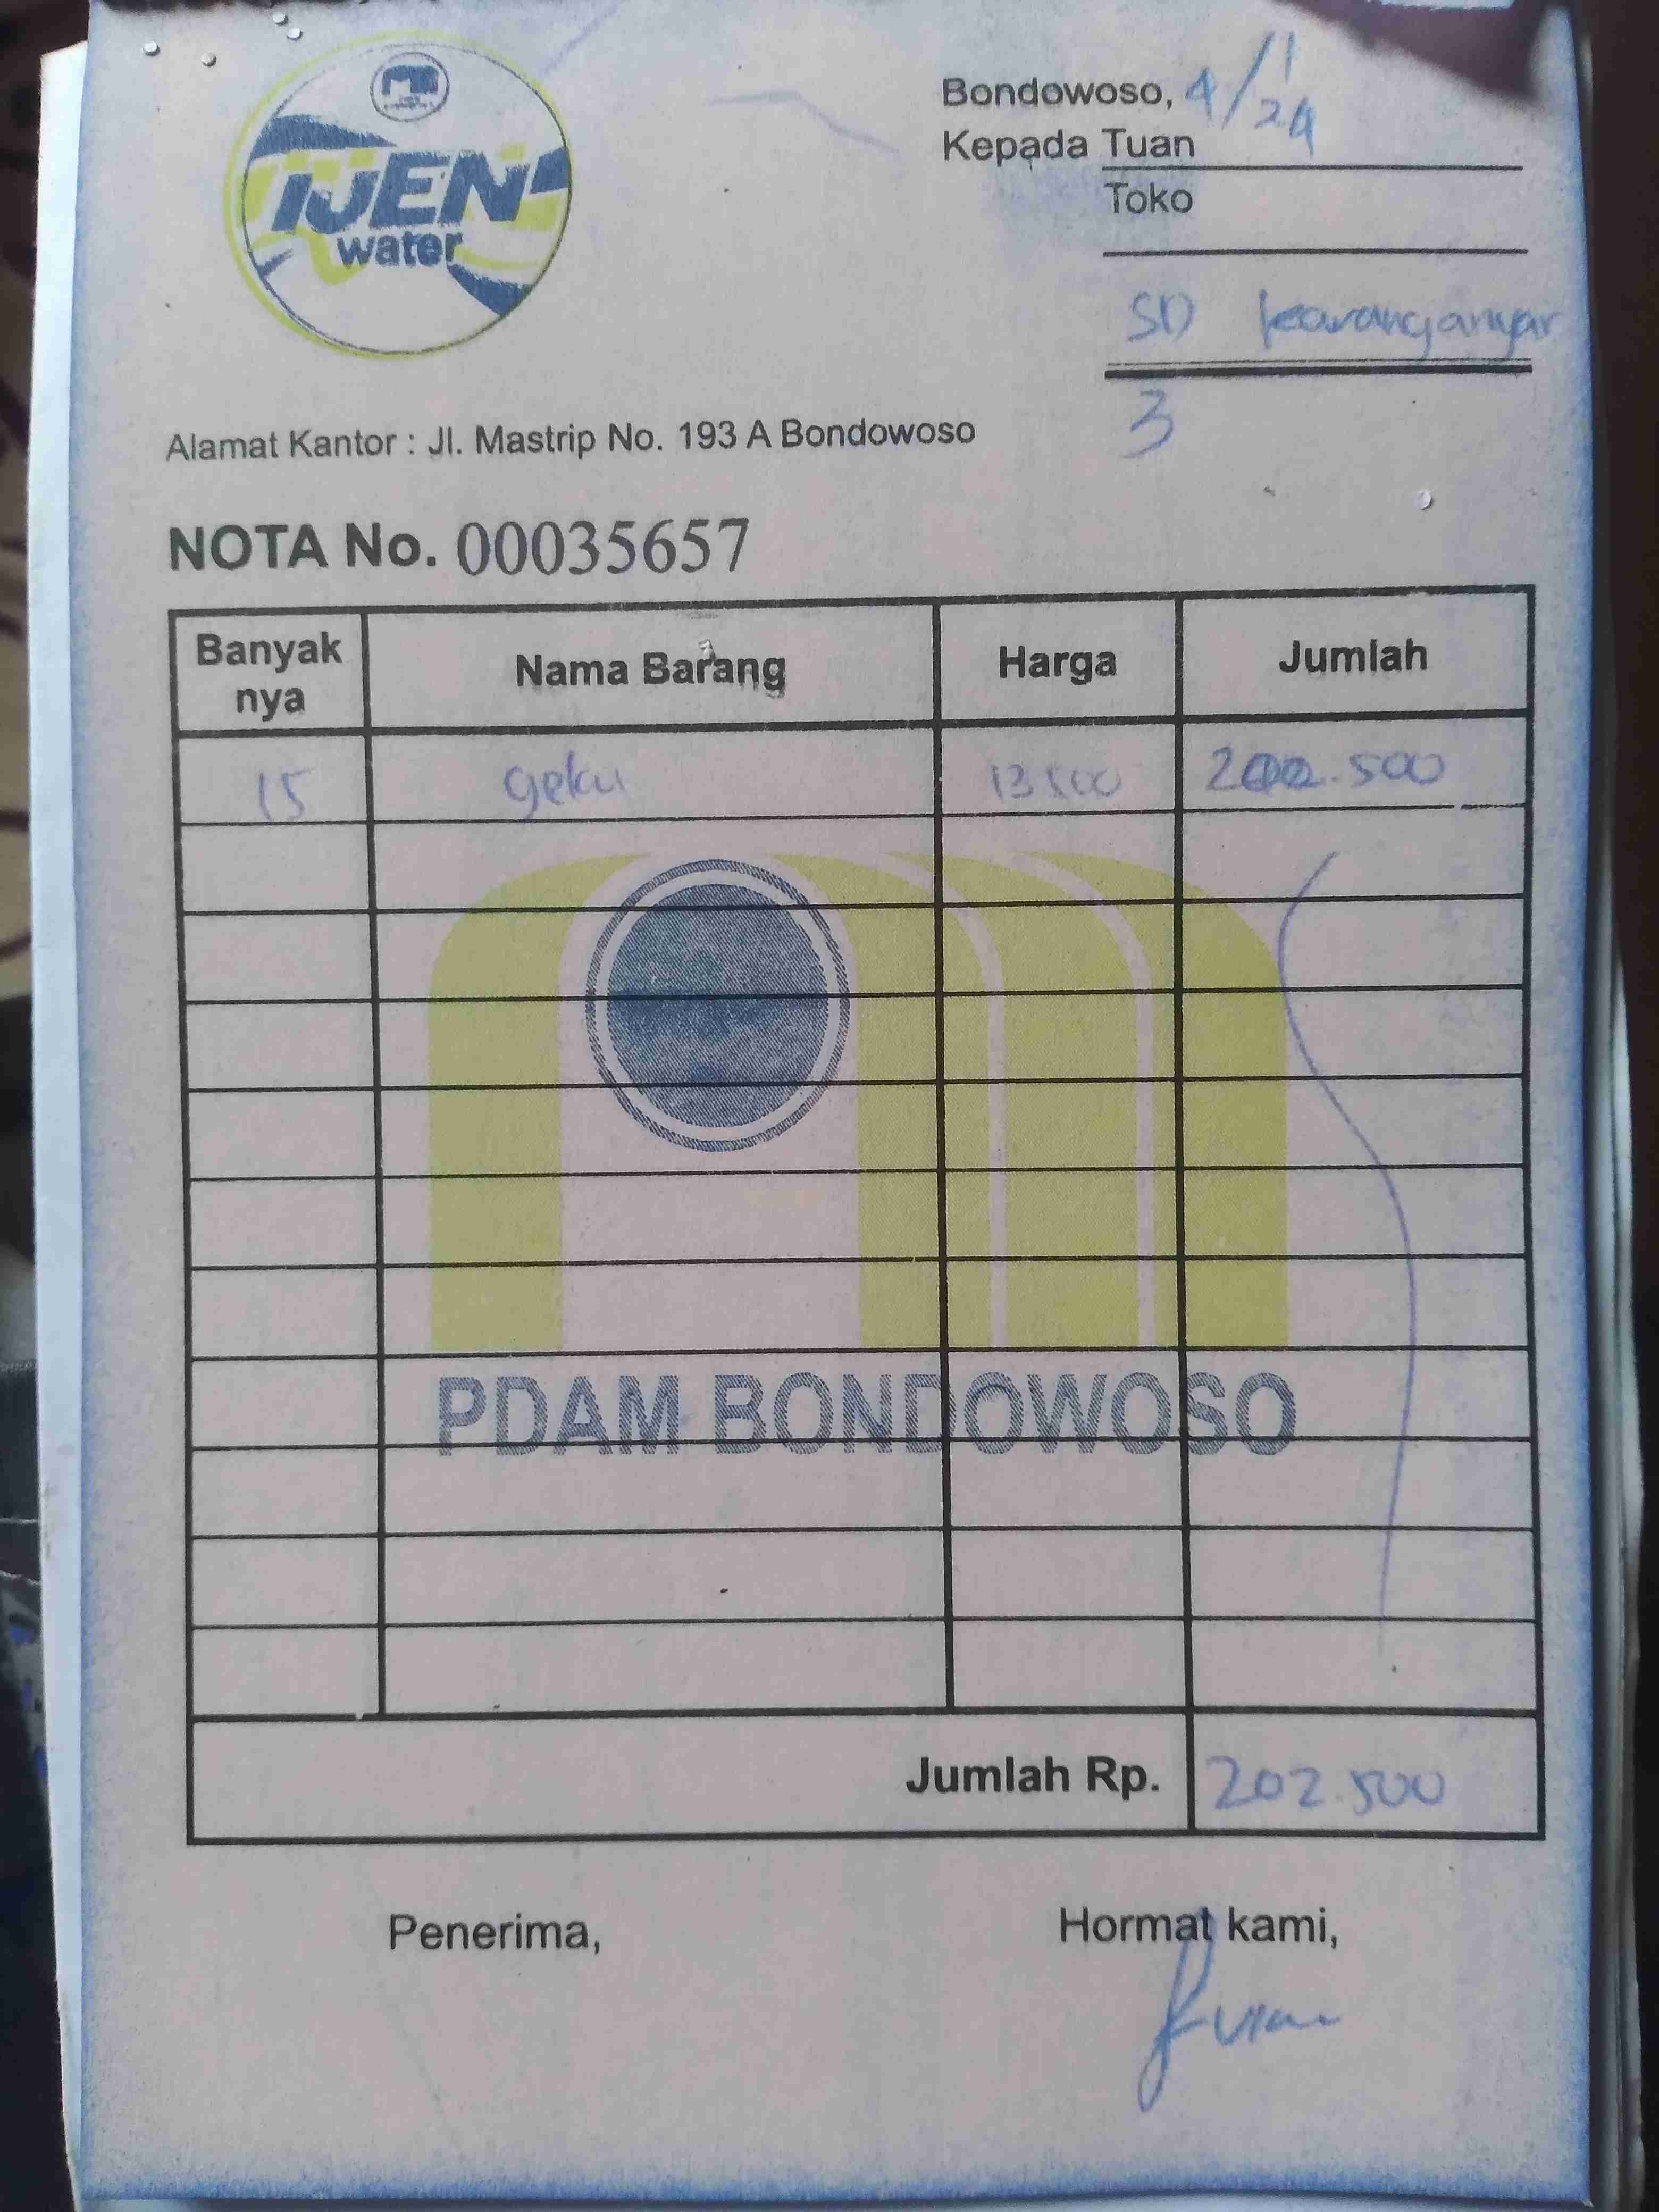 IJEN
water
Bondowoso, 4/1/24
Kepada Tuan
Toko
SD karanganyar
3
Alamat Kantor : Jl. Mastrip No. 193 A Bondowoso
NOTA No. 00035657
Banyak nya Nama Barang Harga Jumlah
15 gelas 13.500 202.500
PDAM BONDOWOSO
Jumlah Rp. 202.500
Penerima, Hormat kami,